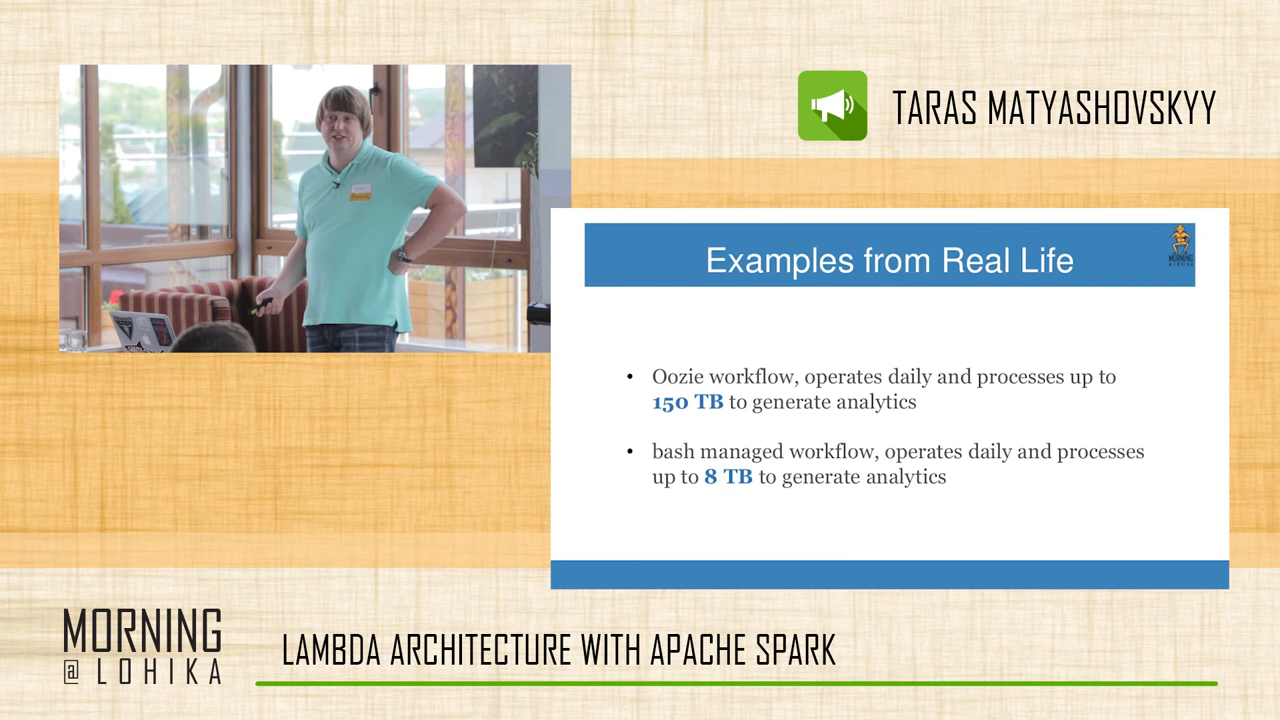 TARAS MATYASHOVSKYY
Examples from Real Life
MORNING
@ LOHIKA
• Oozie workflow, operates daily and processes up to
150 TB to generate analytics
• bash managed workflow, operates daily and processes
up to 8 TB to generate analytics
MORNING
@ LOHIKA
LAMBDA ARCHITECTURE WITH APACHE SPARK